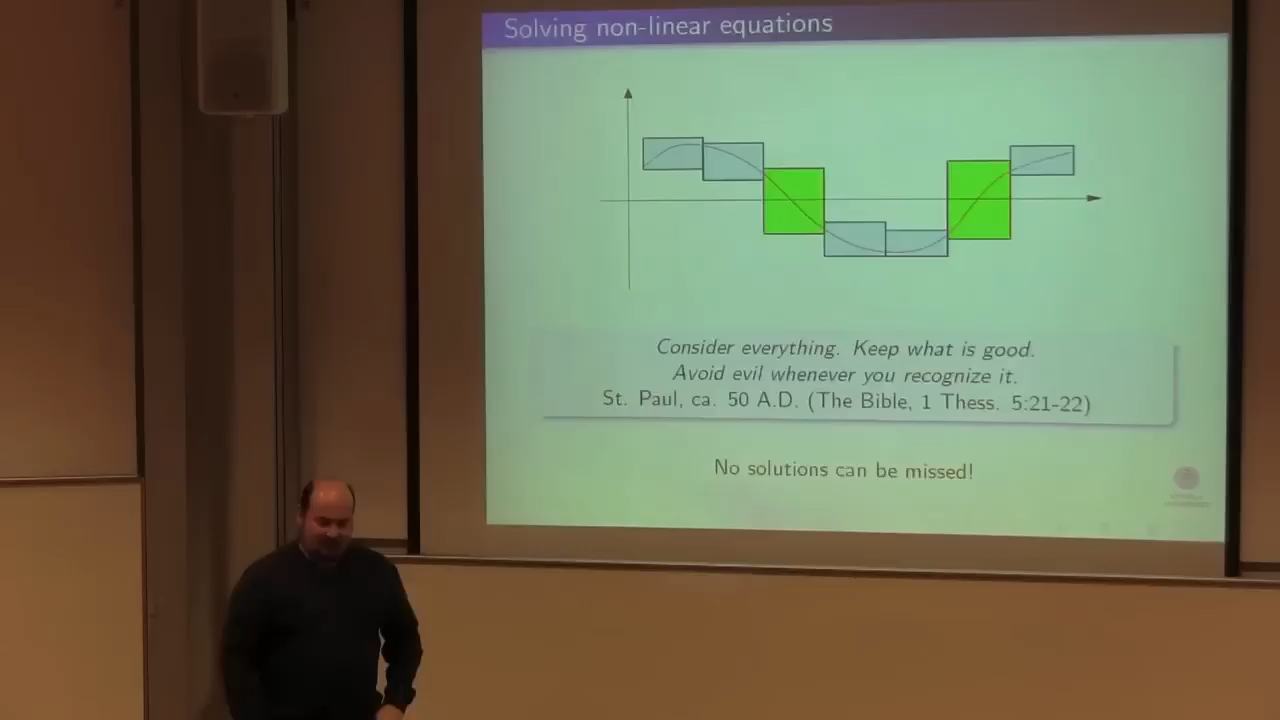 Solving non-linear equations
Consider everything. Keep what is good.
Avoid evil whenever you recognize it.
St. Paul, ca. 50 A.D. (The Bible, 1 Thess. 5:21-22)
No solutions can be missed!